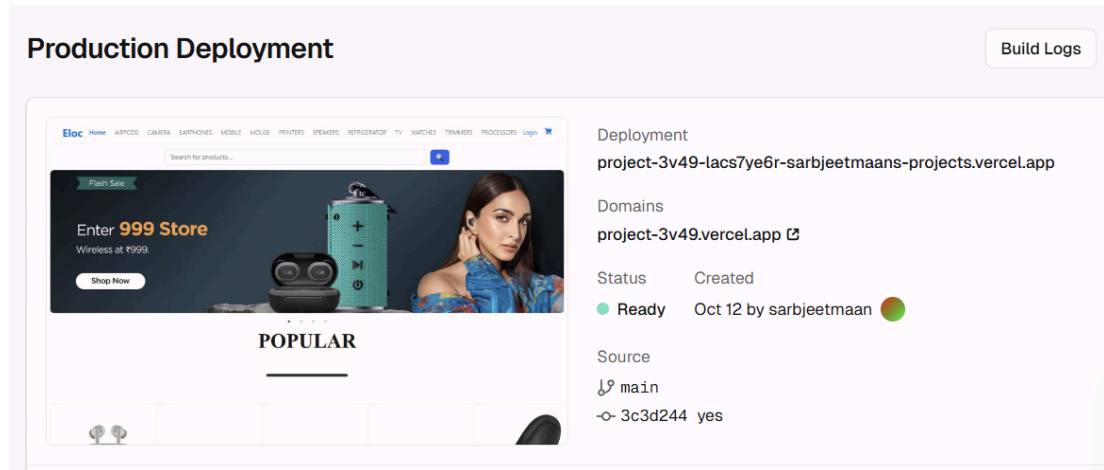 Production Deployment
Build Logs
Eloc Home AIRPODS CAMERA EARPHONES MOBILE MOUSE PRINTERS SPEAKERS REFRIGERATOR TV WATCHES TRIMMERS PROCESSORS Login
Search for products...
Flash Sale
Enter 999 Store
Wireless at ₹999.
Shop Now
POPULAR
Deployment
project-3v49-lacs7ye6r-sarbjeetmaans-projects.vercel.app
Domains
project-3v49.vercel.app
Status Created
Ready Oct 12 by sarbjeetmaan
Source
main
3c3d244 yes